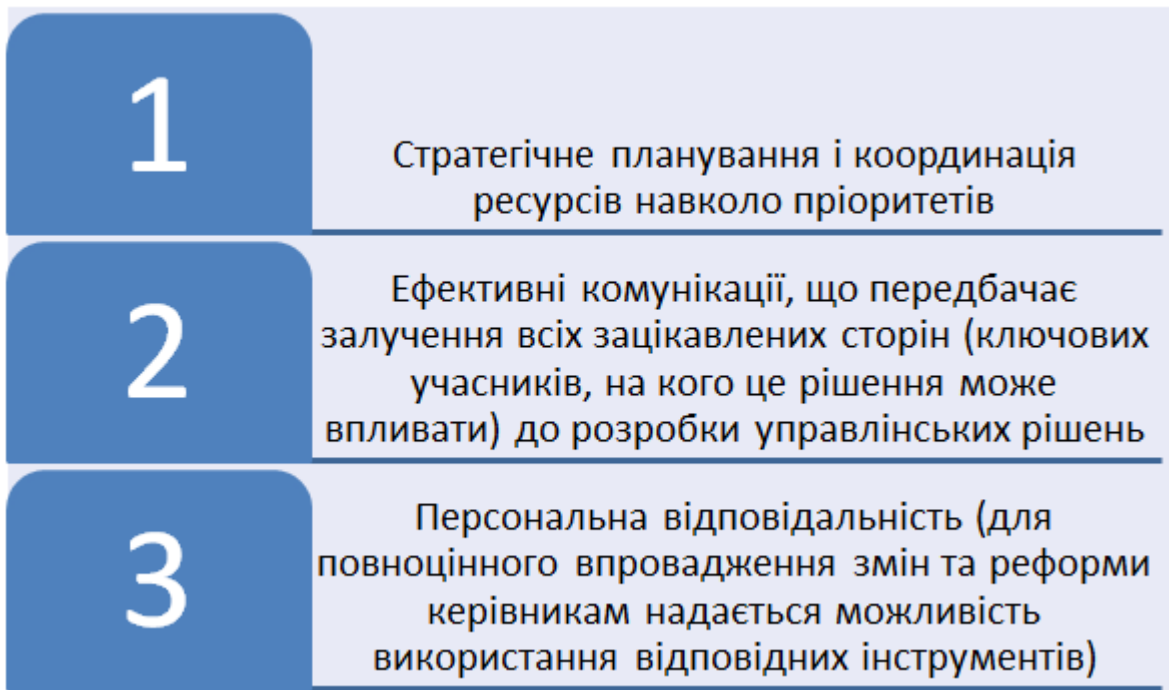 1
Стратегічне планування і координація
ресурсів навколо пріоритетів
2
Ефективні комунікації, що передбачає
залучення всіх зацікавлених сторін (ключових
учасників, на кого це рішення може
впливати) до розробки управлінських рішень
3
Персональна відповідальність (для
повноцінного впровадження змін та реформи
керівникам надається можливість
використання відповідних інструментів)